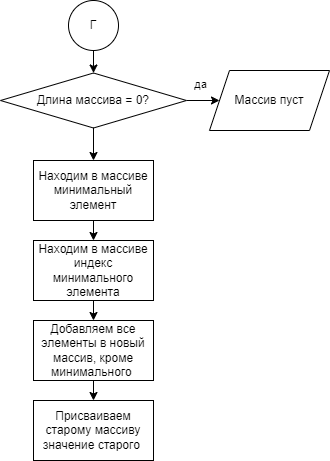 Г
да
Длина массива = 0?
Массив пуст
Находим в массиве
минимальный
элемент
Находим в массиве
индекс
минимального
элемента
Добавляем все
элементы в новый
массив, кроме
минимального
Присваиваем
старому массиву
значение старого